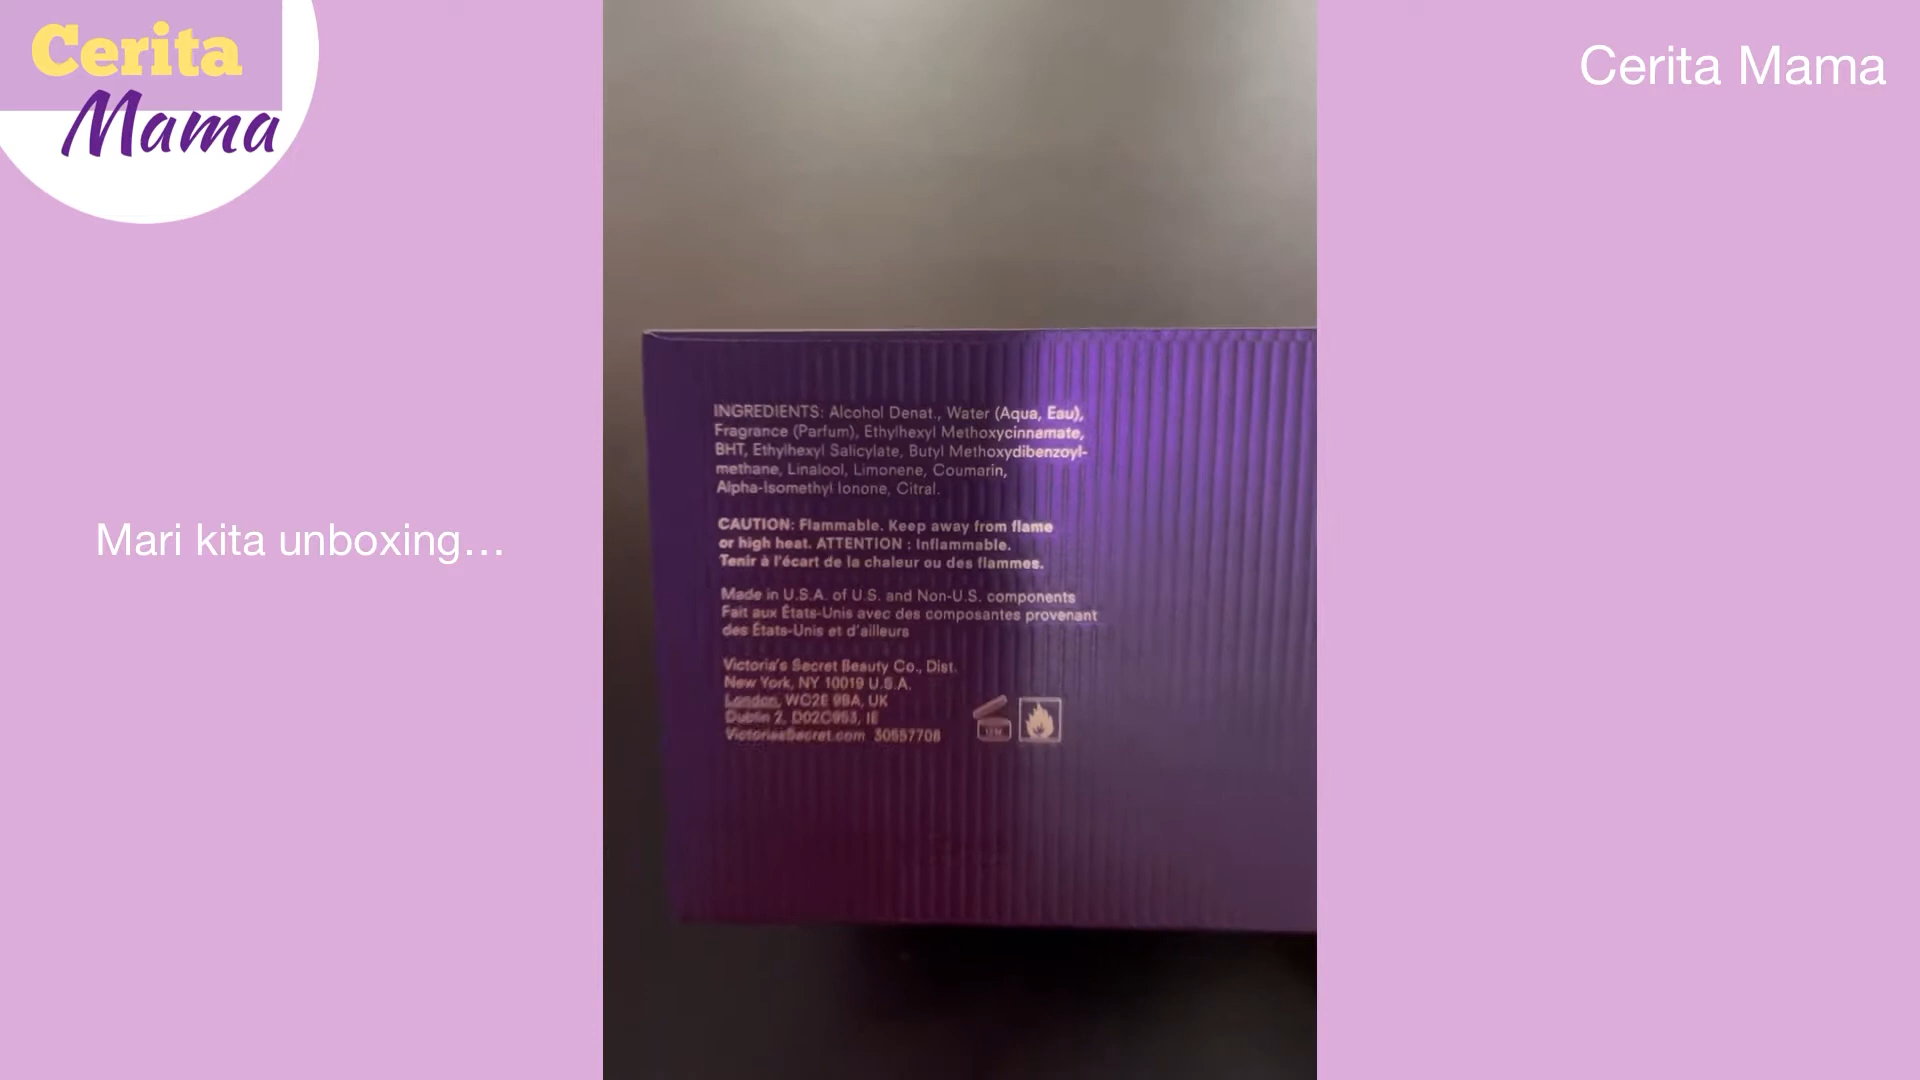 Cerita
Mama
Cerita Mama
Mari kita unboxing...
INGREDIENTS: Alcohol Denat., Water (Aqua, Eau),
Fragrance (Parfum), Ethylhexyl Methoxycinnamate,
BHT, Ethylhexyl Salicylate, Butyl Methoxydibenzoyl-
methane, Linalool, Limonene, Coumarin,
Alpha-Isomethyl Ionone, Citral.
CAUTION: Flammable. Keep away from flame
or high heat. ATTENTION : Inflammable.
Tenir à l'écart de la chaleur ou des flammes.
Made in U.S.A. of U.S. and Non-U.S. components
Fait aux États-Unis avec des composantes provenant
des États-Unis et d'ailleurs
Victoria's Secret Beauty Co., Dist.
New York, NY 10019 U.S.A.
London, WC2E 9BA, UK
Dublin 2, IE
VictoriasSecret.com 30557708